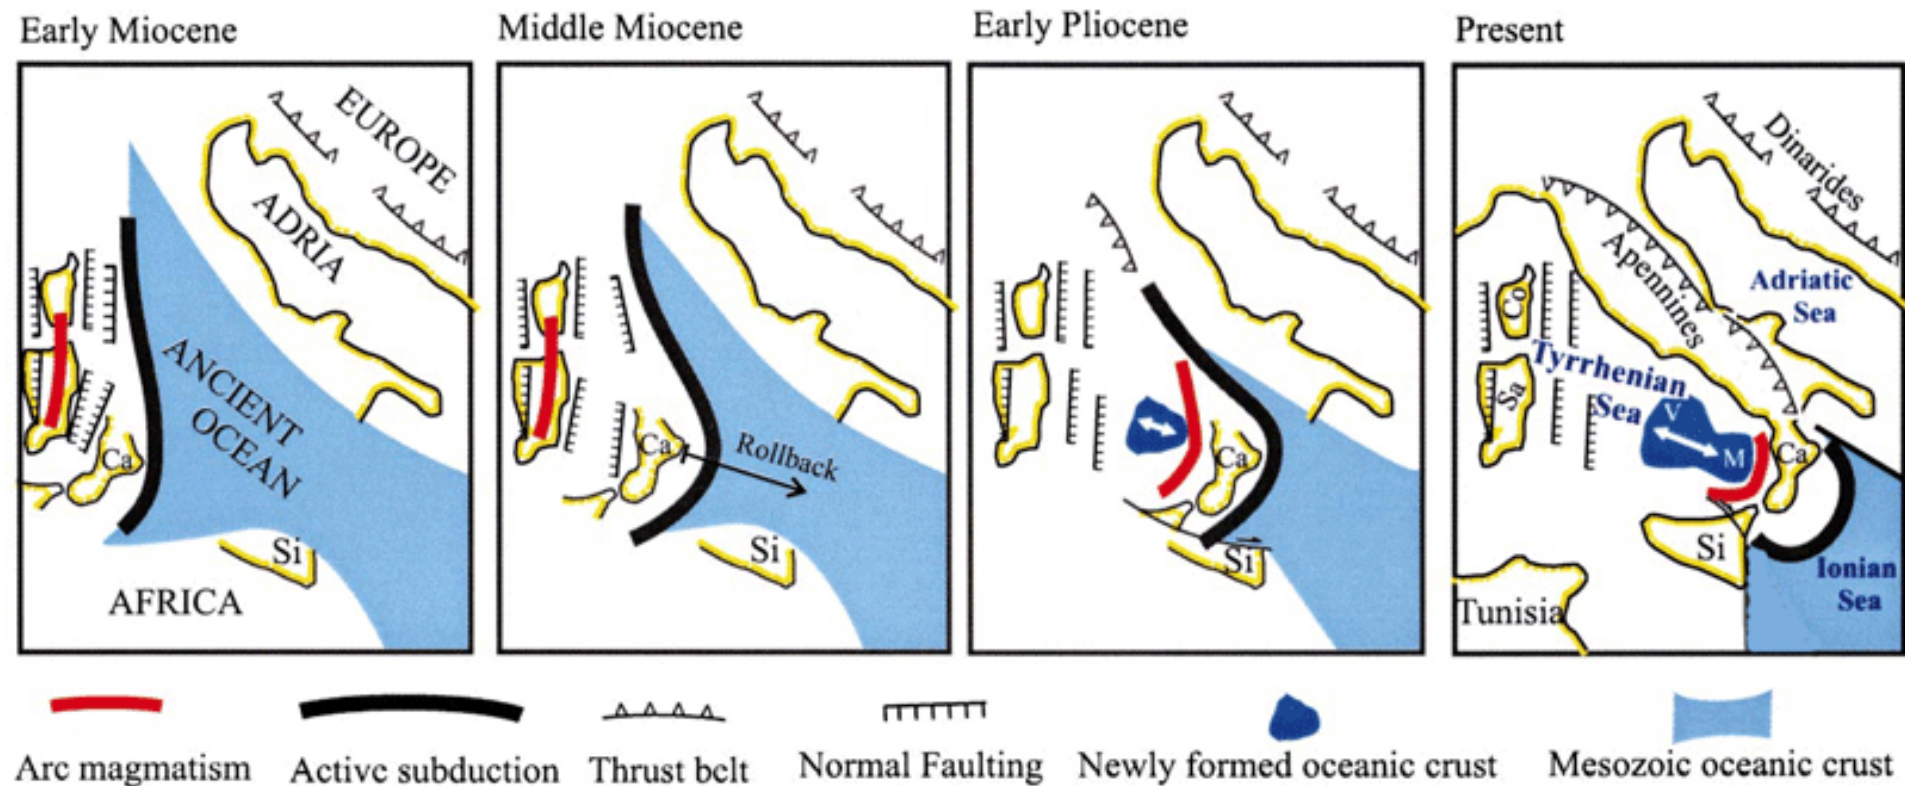 Early Miocene
Middle Miocene
Early Pliocene
Present
EUROPE
ADRIA
ANCIENT
OCEAN
Ca
Si
AFRICA
Ca
Rollback
Si
Ca
Si
Dinarides
Apennines
Adriatic
Sea
Co
Tyrrhenian
Sea
Sa
V
M
Ca
Si
Ionian
Sea
Tunisia
Arc magmatism
Active subduction
Thrust belt
Normal Faulting
Newly formed oceanic crust
Mesozoic oceanic crust